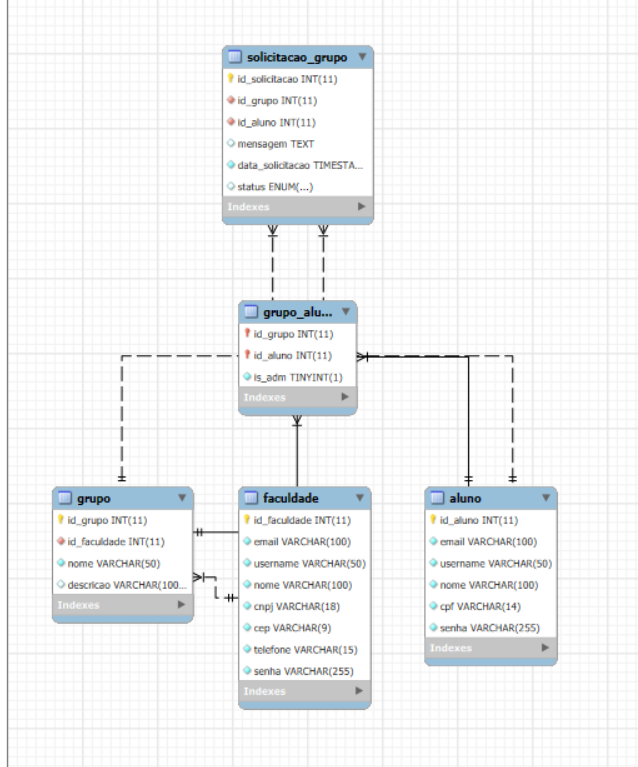 solicitacao_grupo
id_solicitacao INT(11)
id_grupo INT(11)
id_aluno INT(11)
mensagem TEXT
data_solicitacao TIMESTA...
status ENUM(...)
Indexes
grupo_alu...
id_grupo INT(11)
id_aluno INT(11)
is_adm TINYINT(1)
Indexes
grupo
id_grupo INT(11)
id_faculdade INT(11)
nome VARCHAR(50)
descricao VARCHAR(100...
Indexes
faculdade
id_faculdade INT(11)
email VARCHAR(100)
username VARCHAR(50)
nome VARCHAR(100)
cnpj VARCHAR(18)
cep VARCHAR(9)
telefone VARCHAR(15)
senha VARCHAR(255)
Indexes
aluno
id_aluno INT(11)
email VARCHAR(100)
username VARCHAR(50)
nome VARCHAR(100)
cpf VARCHAR(14)
senha VARCHAR(255)
Indexes